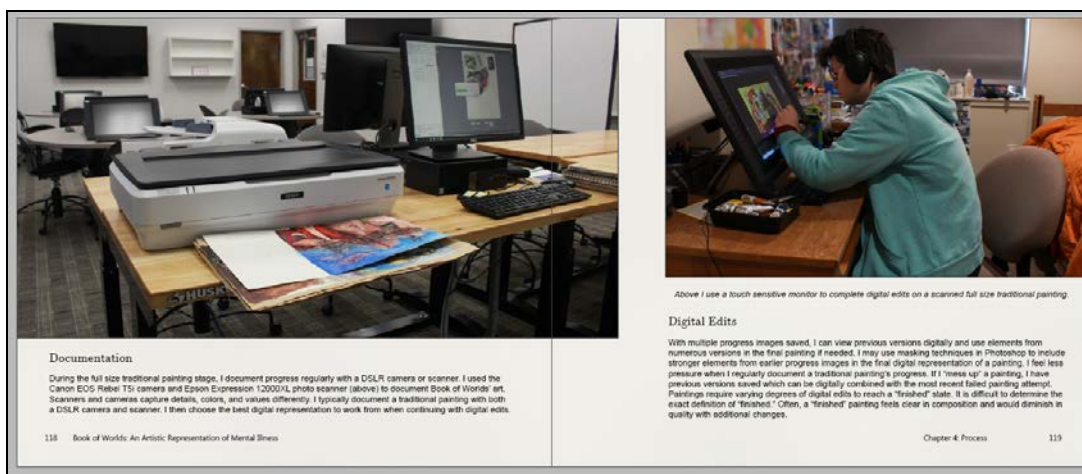 EPSON
HUSKY
Documentation
During the full size traditional painting stage, I document progress regularly with a DSLR camera or scanner. I used the
Canon EOS Rebel T5i camera and Epson Expression 12000XL photo scanner (above) to document Book of Worlds' art.
Scanners and cameras capture details, colors, and values differently. I typically document a traditional painting with both
a DSLR camera and scanner. I then choose the best digital representation to work from when continuing with digital edits.
118 Book of Worlds: An Artistic Representation of Mental Illness
Above I use a touch sensitive monitor to complete digital edits on a scanned full size traditional painting.
Digital Edits
With multiple progress images saved, I can view previous versions digitally and use elements from
numerous versions in the final painting if needed. I may use masking techniques in Photoshop to include
stronger elements from earlier progress images in the final digital representation of a painting. I feel less
pressure when I regularly document a traditional painting's progress. If I "mess up" a painting, I have
previous versions saved which can be digitally combined with the most recent failed painting attempt.
Paintings require varying degrees of digital edits to reach a "finished" state. It is difficult to determine the
exact definition of "finished." Often, a "finished" painting feels clear in composition and would diminish in
quality with additional changes.
Chapter 4: Process 119